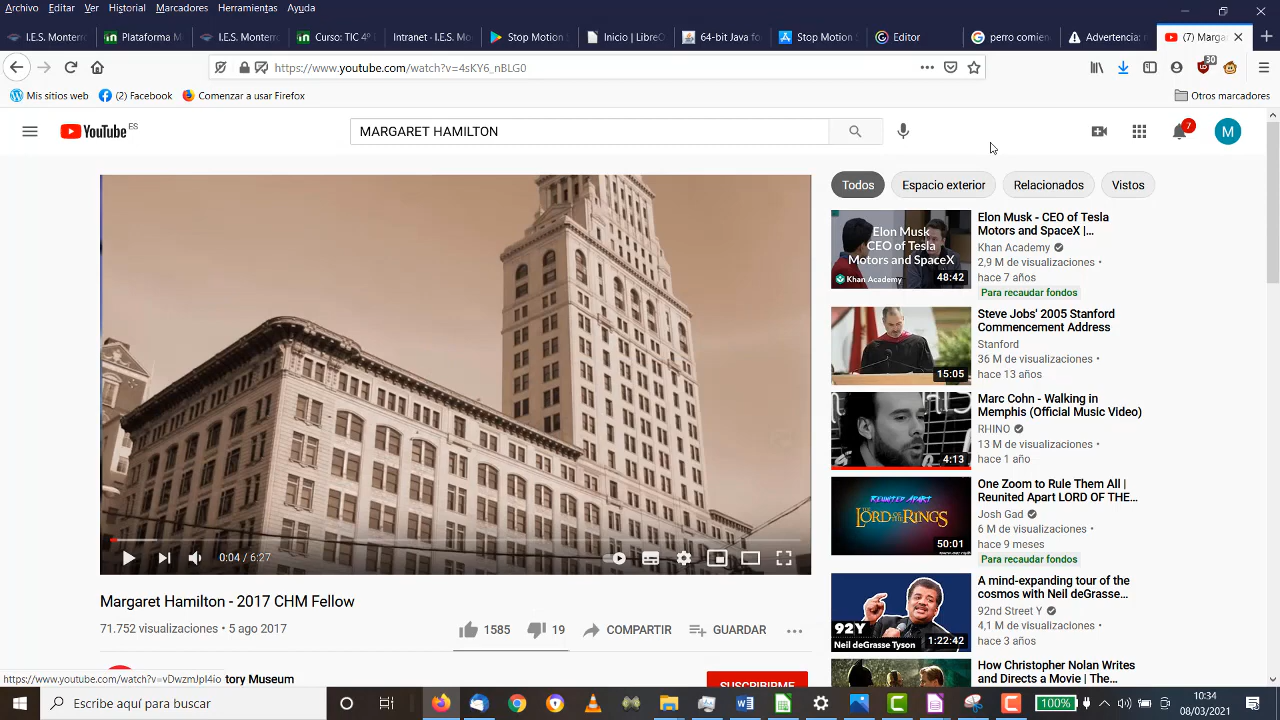 Archivo Editar Ver Historial Marcadores Herramientas Ayuda
I.E.S. Monterr
Plataforma M
I.E.S. Monterr
Curso: TIC 4º
Intranet - I.E.S. Mo
Stop Motion S
Inicio | LibreO
64-bit Java fo
Stop Motion S
Editor
perro comien
Advertencia: r
(7) Marga
https://www.youtube.com/watch?v=4sKY6_nBLG0
30
Mis sitios web
(2) Facebook
Comenzar a usar Firefox
Otros marcadores
YouTube ES
MARGARET HAMILTON
7
M
Todos
Espacio exterior
Relacionados
Vistos
Elon Musk
CEO of Tesla
Motors and SpaceX
Khan Academy
48:42
Elon Musk - CEO of Tesla
Motors and SpaceX |...
Khan Academy
2,9 M de visualizaciones •
hace 7 años
Para recaudar fondos
15:05
Steve Jobs' 2005 Stanford
Commencement Address
Stanford
36 M de visualizaciones •
hace 13 años
4:13
Marc Cohn - Walking in
Memphis (Official Music Video)
RHINO
13 M de visualizaciones •
hace 1 año
REUNITED APART
THE LORD OF THE RINGS
50:01
One Zoom to Rule Them All |
Reunited Apart LORD OF THE...
Josh Gad
6 M de visualizaciones •
hace 9 meses
Para recaudar fondos
92Y
Neil deGrasse Tyson
1:22:42
A mind-expanding tour of the
cosmos with Neil deGrasse...
92nd Street Y
4,1 M de visualizaciones •
hace 3 años
How Christopher Nolan Writes
and Directs a Movie | The...
0:04 / 6:27
Margaret Hamilton - 2017 CHM Fellow
71.752 visualizaciones • 5 ago 2017
1585
19
COMPARTIR
GUARDAR
https://www.youtube.com/watch?v=vDwzmJpI4io
tory Museum
SUSCRIBIRME
Escribe aquí para buscar
100%
10:34
08/03/2021